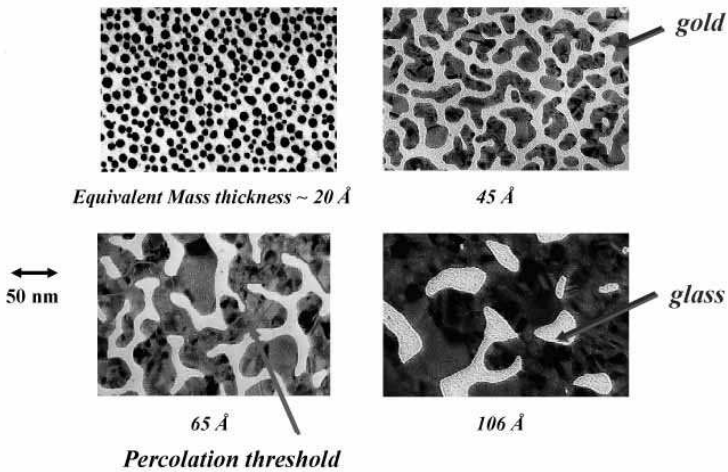 gold
Equivalent Mass thickness ~ 20 Å
45 Å
50 nm
glass
65 Å
106 Å
Percolation threshold